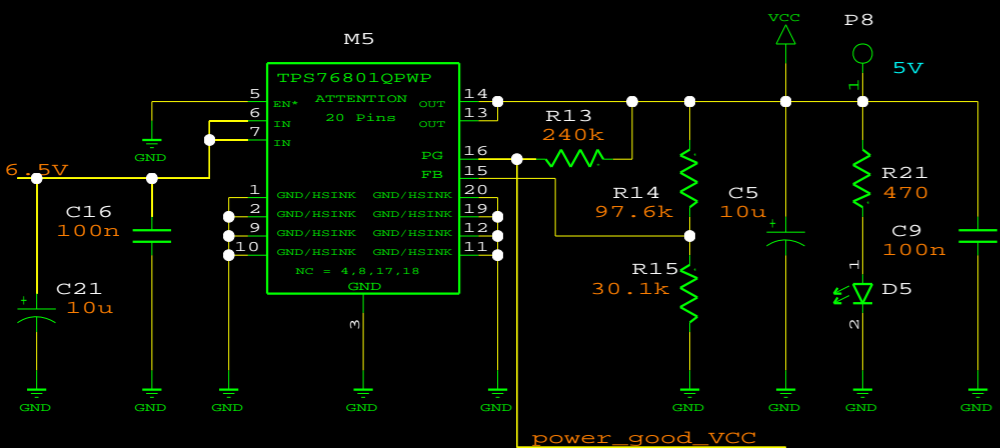 VCC
P8
M5
5V
1
TPS76801QPWP
ATTENTION
20 Pins
5
EN*
6
IN
7
IN
OUT
14
OUT
13
PG
16
FB
15
R13
240k
GND
6.5V
C16
100n
1
GND/HSINK
GND/HSINK
20
2
GND/HSINK
GND/HSINK
19
9
GND/HSINK
GND/HSINK
12
10
GND/HSINK
GND/HSINK
11
NC = 4,8,17,18
GND
3
R14
97.6k
C5
10u
+
R21
470
C9
100n
R15
30.1k
1
D5
2
+
C21
10u
GND
GND
GND
GND
GND
GND
GND
GND
GND
power_good_VCC